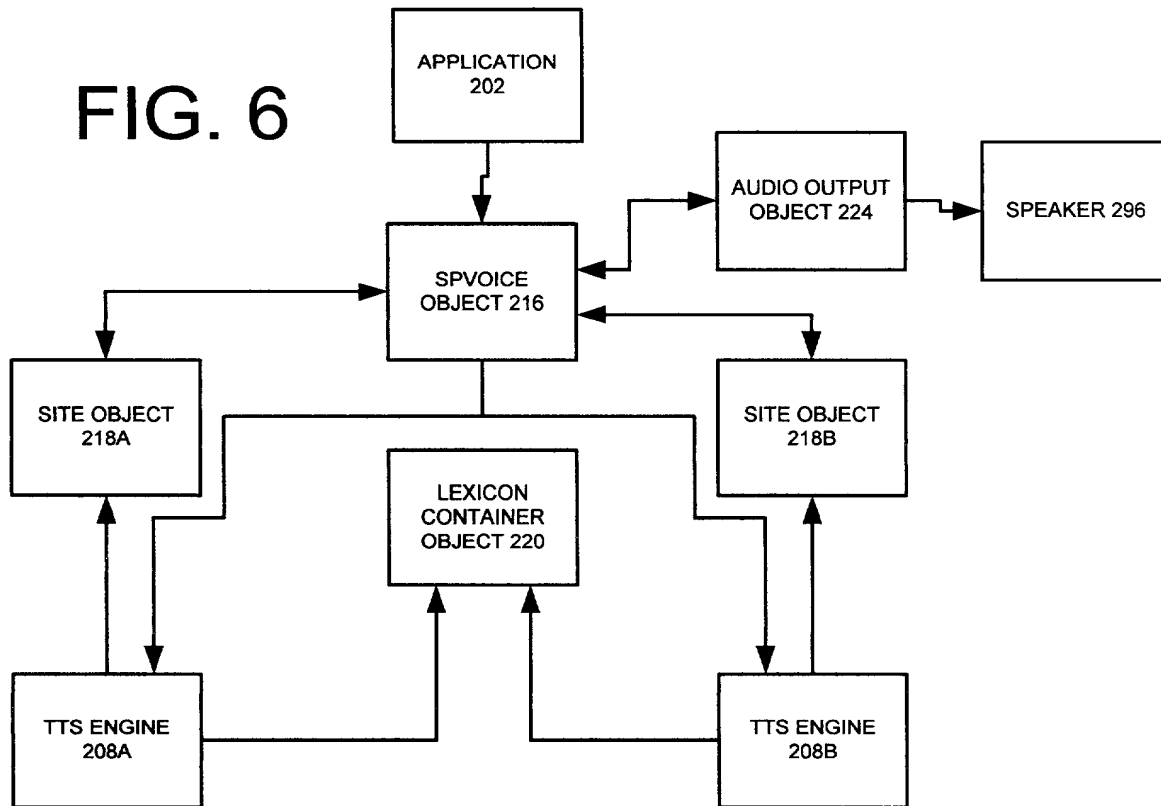 FIG. 6
APPLICATION
202
AUDIO OUTPUT
OBJECT 224
SPEAKER 296
SPVOICE
OBJECT 216
SITE OBJECT
218A
SITE OBJECT
218B
LEXICON
CONTAINER
OBJECT 220
TTS ENGINE
208A
TTS ENGINE
208B